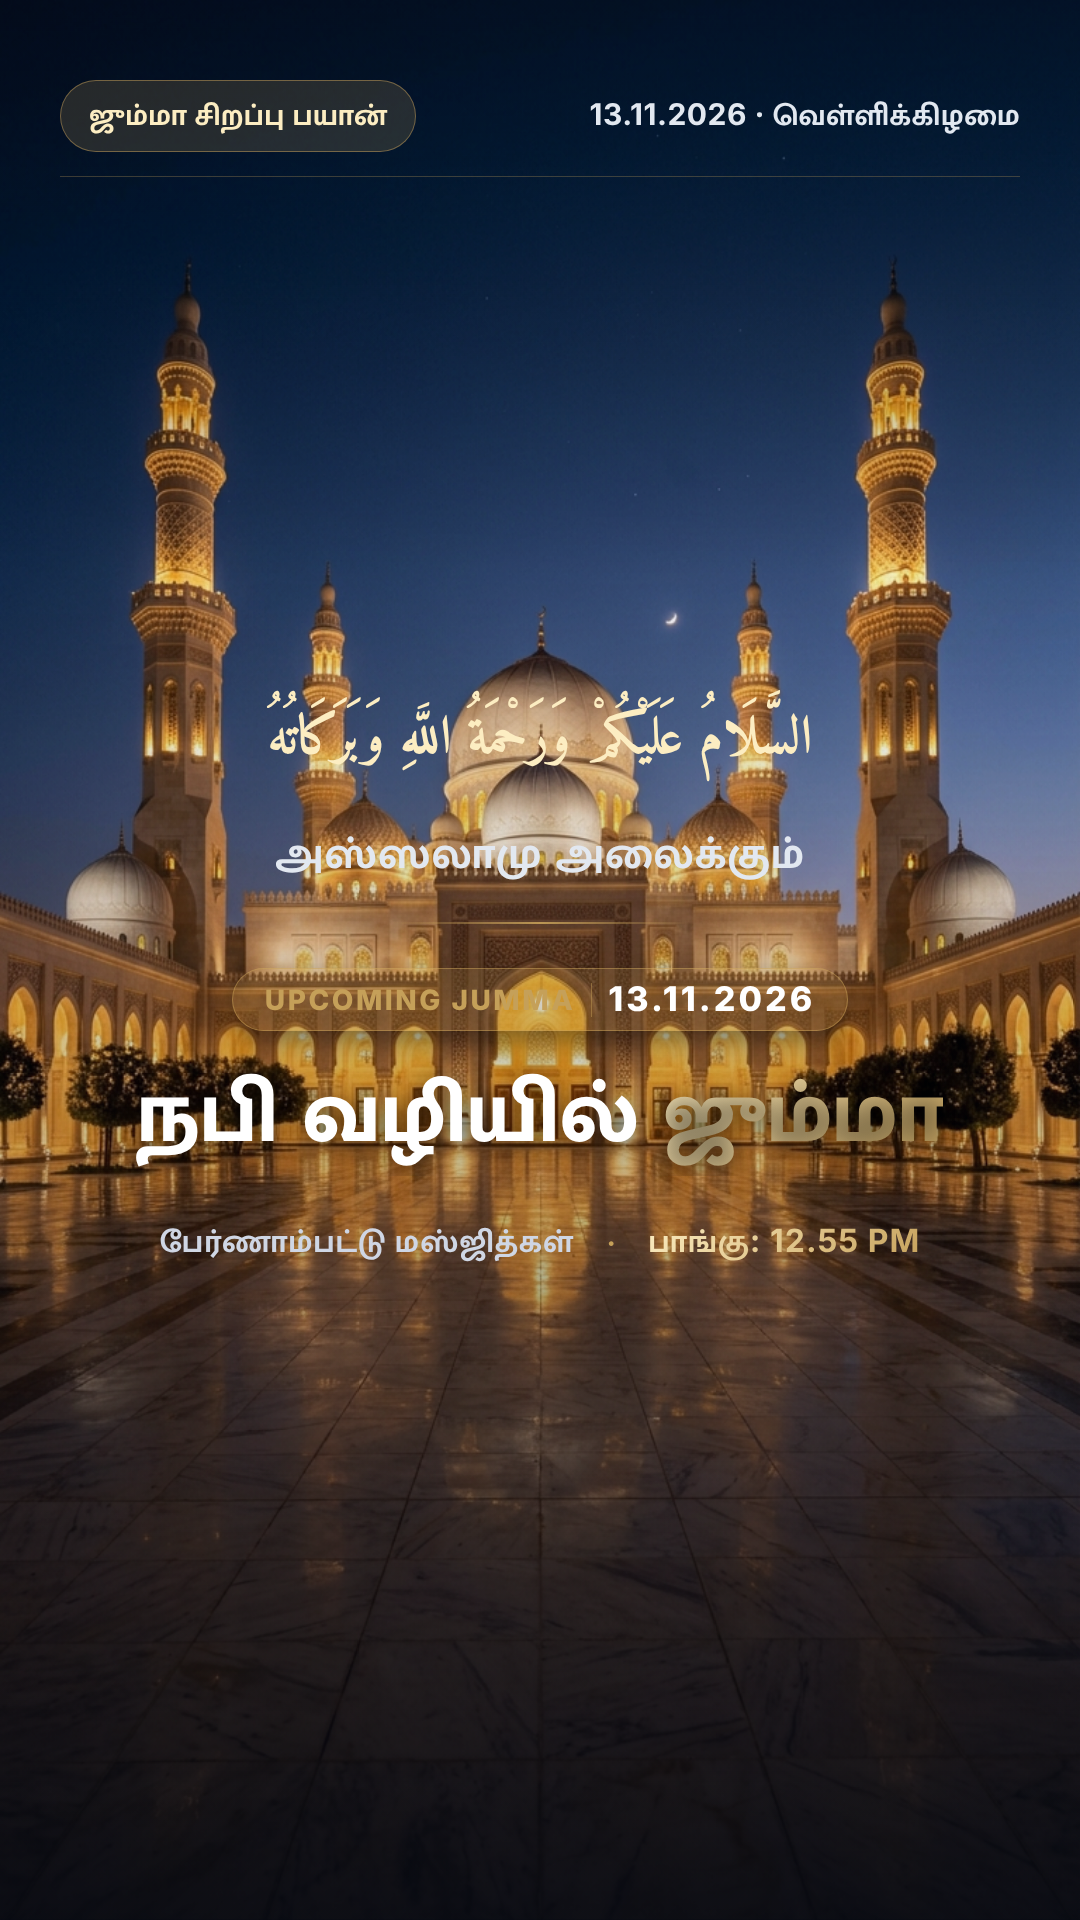 ஜும்மா சிறப்பு பயான்
13.11.2026 · வெள்ளிக்கிழமை
السَّلَامُ عَلَيْكُمْ وَرَحْمَةُ اللَّهِ وَبَرَكَاتُهُ
அஸ்ஸலாமு அலைக்கும்
UPCOMING JUMMA 13.11.2026
நபி வழியில் ஜும்மா
பேர்ணாம்பட்டு மஸ்ஜித்கள் · பாங்கு: 12.55 PM